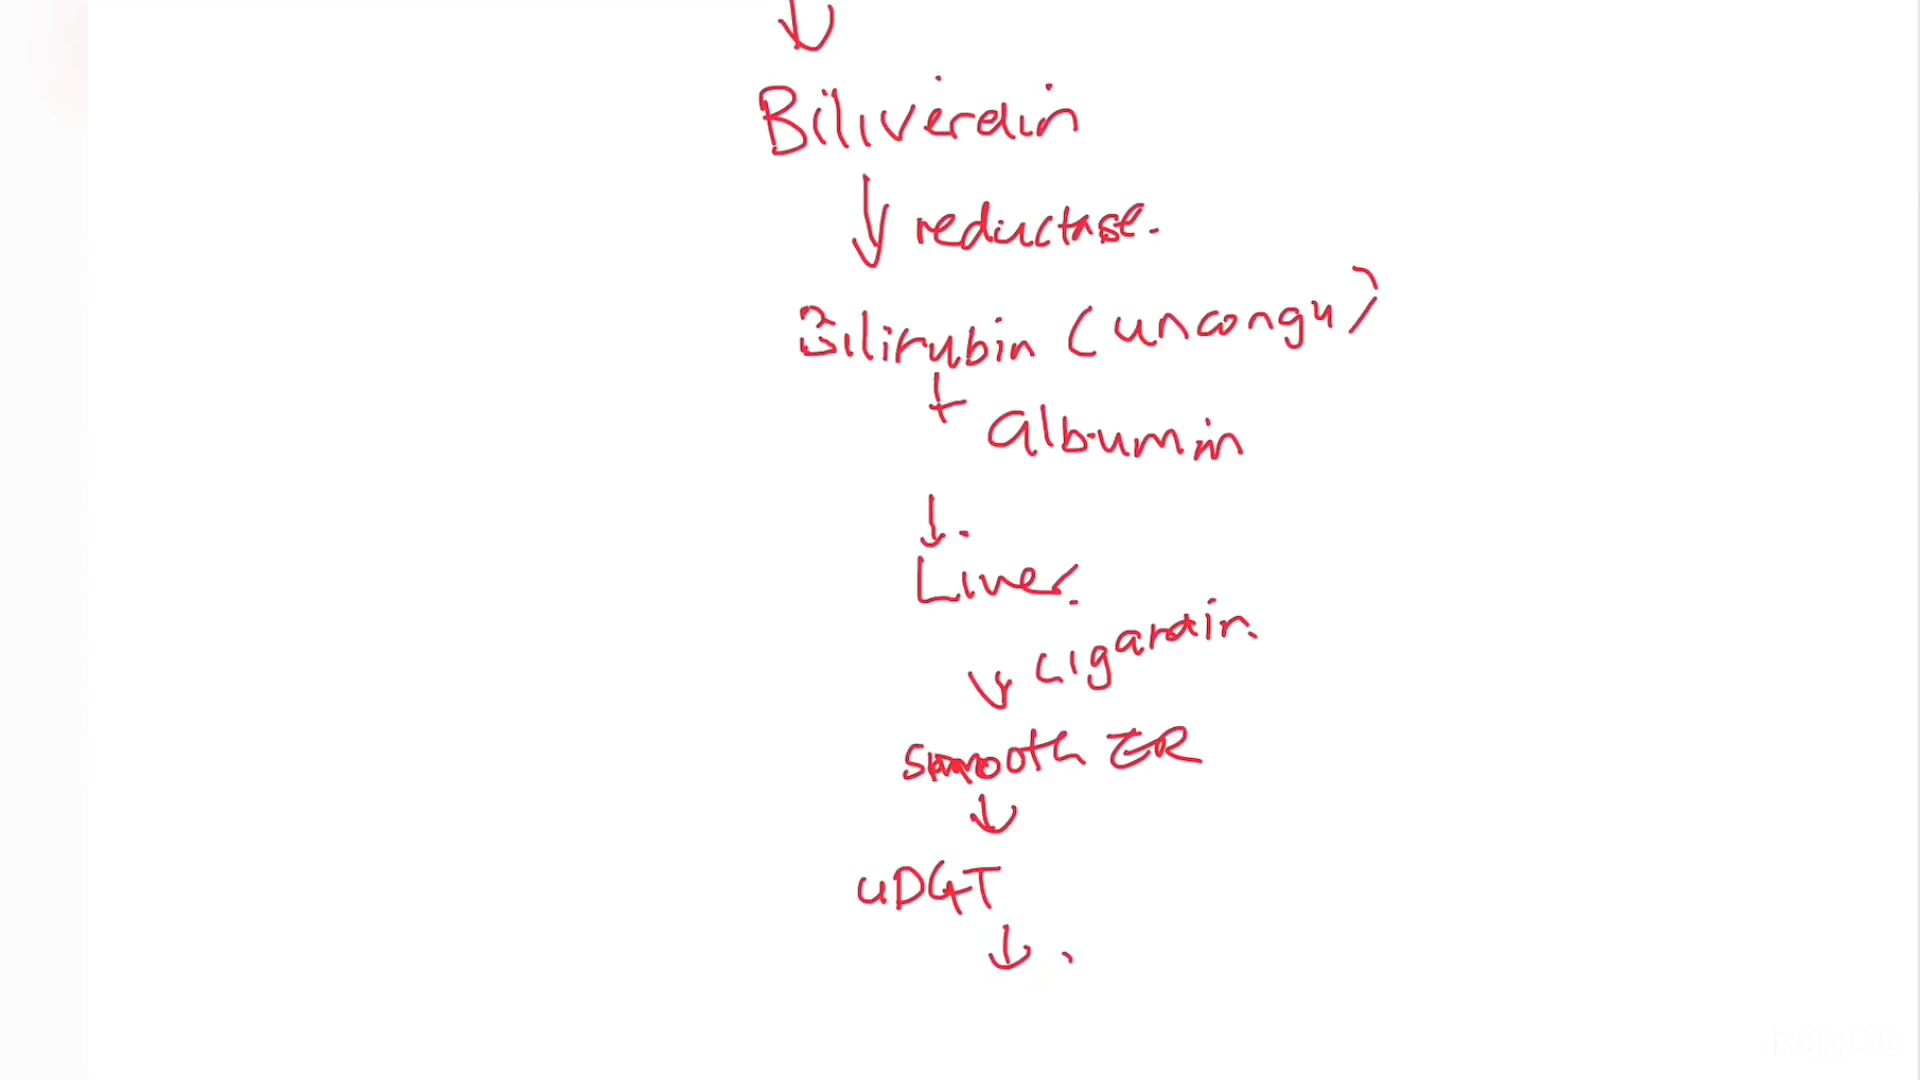 Biliverdin
reductase.
Bilirubin (uncongu)
+ Albumin
Liver.
Ligandin.
smooth ER
UDGT